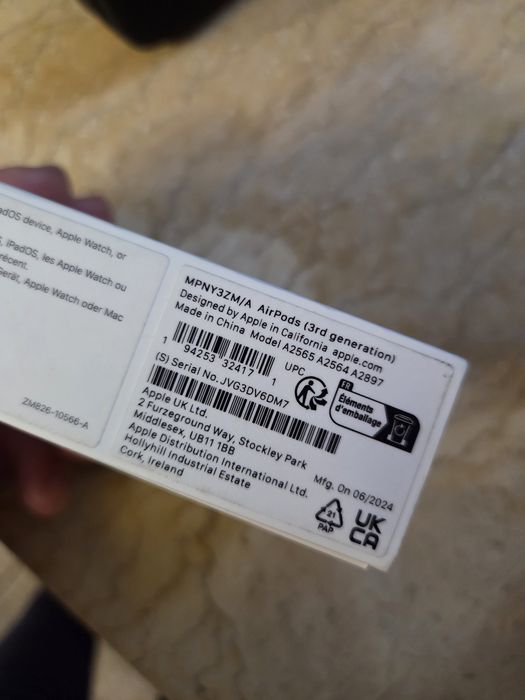 adOS device, Apple Watch, or
, iPadOS, les Apple Watch ou
récent.
Gerät, Apple Watch oder Mac
ZM826-10566-A
MPNY3ZM/A AirPods (3rd generation)
Designed by Apple in California apple.com
Made in China Model A2565 A2564 A2897
1 94253 32417 1 UPC
(S) Serial No. JVG3DV6DM7
FR
Éléments
d'emballage
Apple UK Ltd.
2 Furzeground Way, Stockley Park
Middlesex, UB11 1BB
Apple Distribution International Ltd.
Hollyhill Industrial Estate
Cork, Ireland
Mfg. On 06/2024
21
PAP
UK
CA